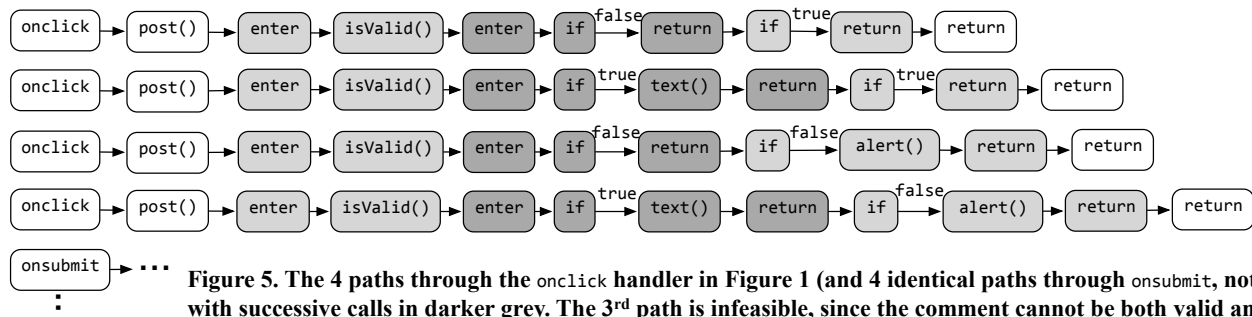 false true
onclick post() enter isValid() enter if return if return return
true true
onclick post() enter isValid() enter if text() return if return return
false false
onclick post() enter isValid() enter if return if alert() return return
true false
onclick post() enter isValid() enter if text() return if alert() return return
onsubmit ...
Figure 5. The 4 paths through the onclick handler in Figure 1 (and 4 identical paths through onsubmit, not
with successive calls in darker grey. The 3rd path is infeasible, since the comment cannot be both valid an